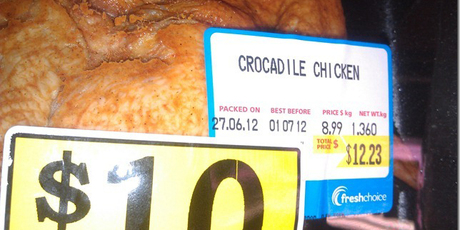 CROCADILE CHICKEN
PACKED ON BEST BEFORE PRICE $ kg NET WT.kg
27.06.12 01 07 12 8.99 1.360
TOTAL PRICE $
$12.23
freshchoice
$10